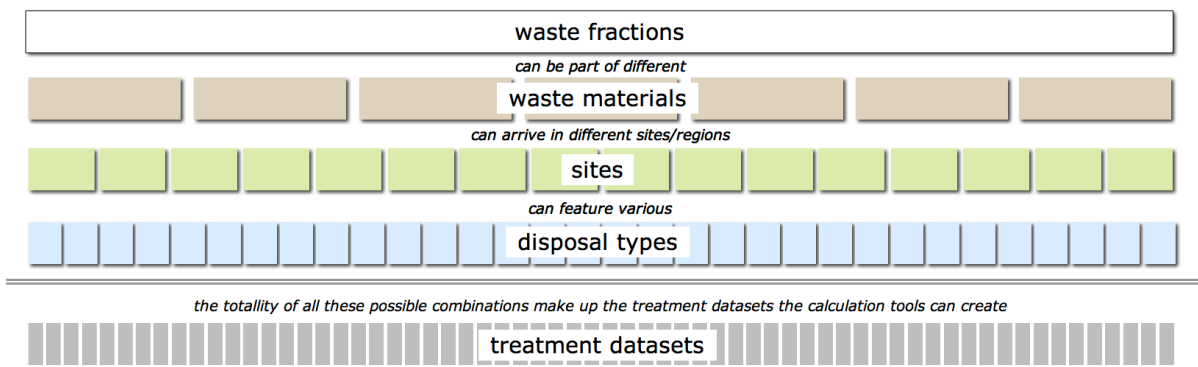 waste fractions
can be part of different
waste materials
can arrive in different sites/regions
sites
can feature various
disposal types
the totallity of all these possible combinations make up the treatment datasets the calculation tools can create
treatment datasets